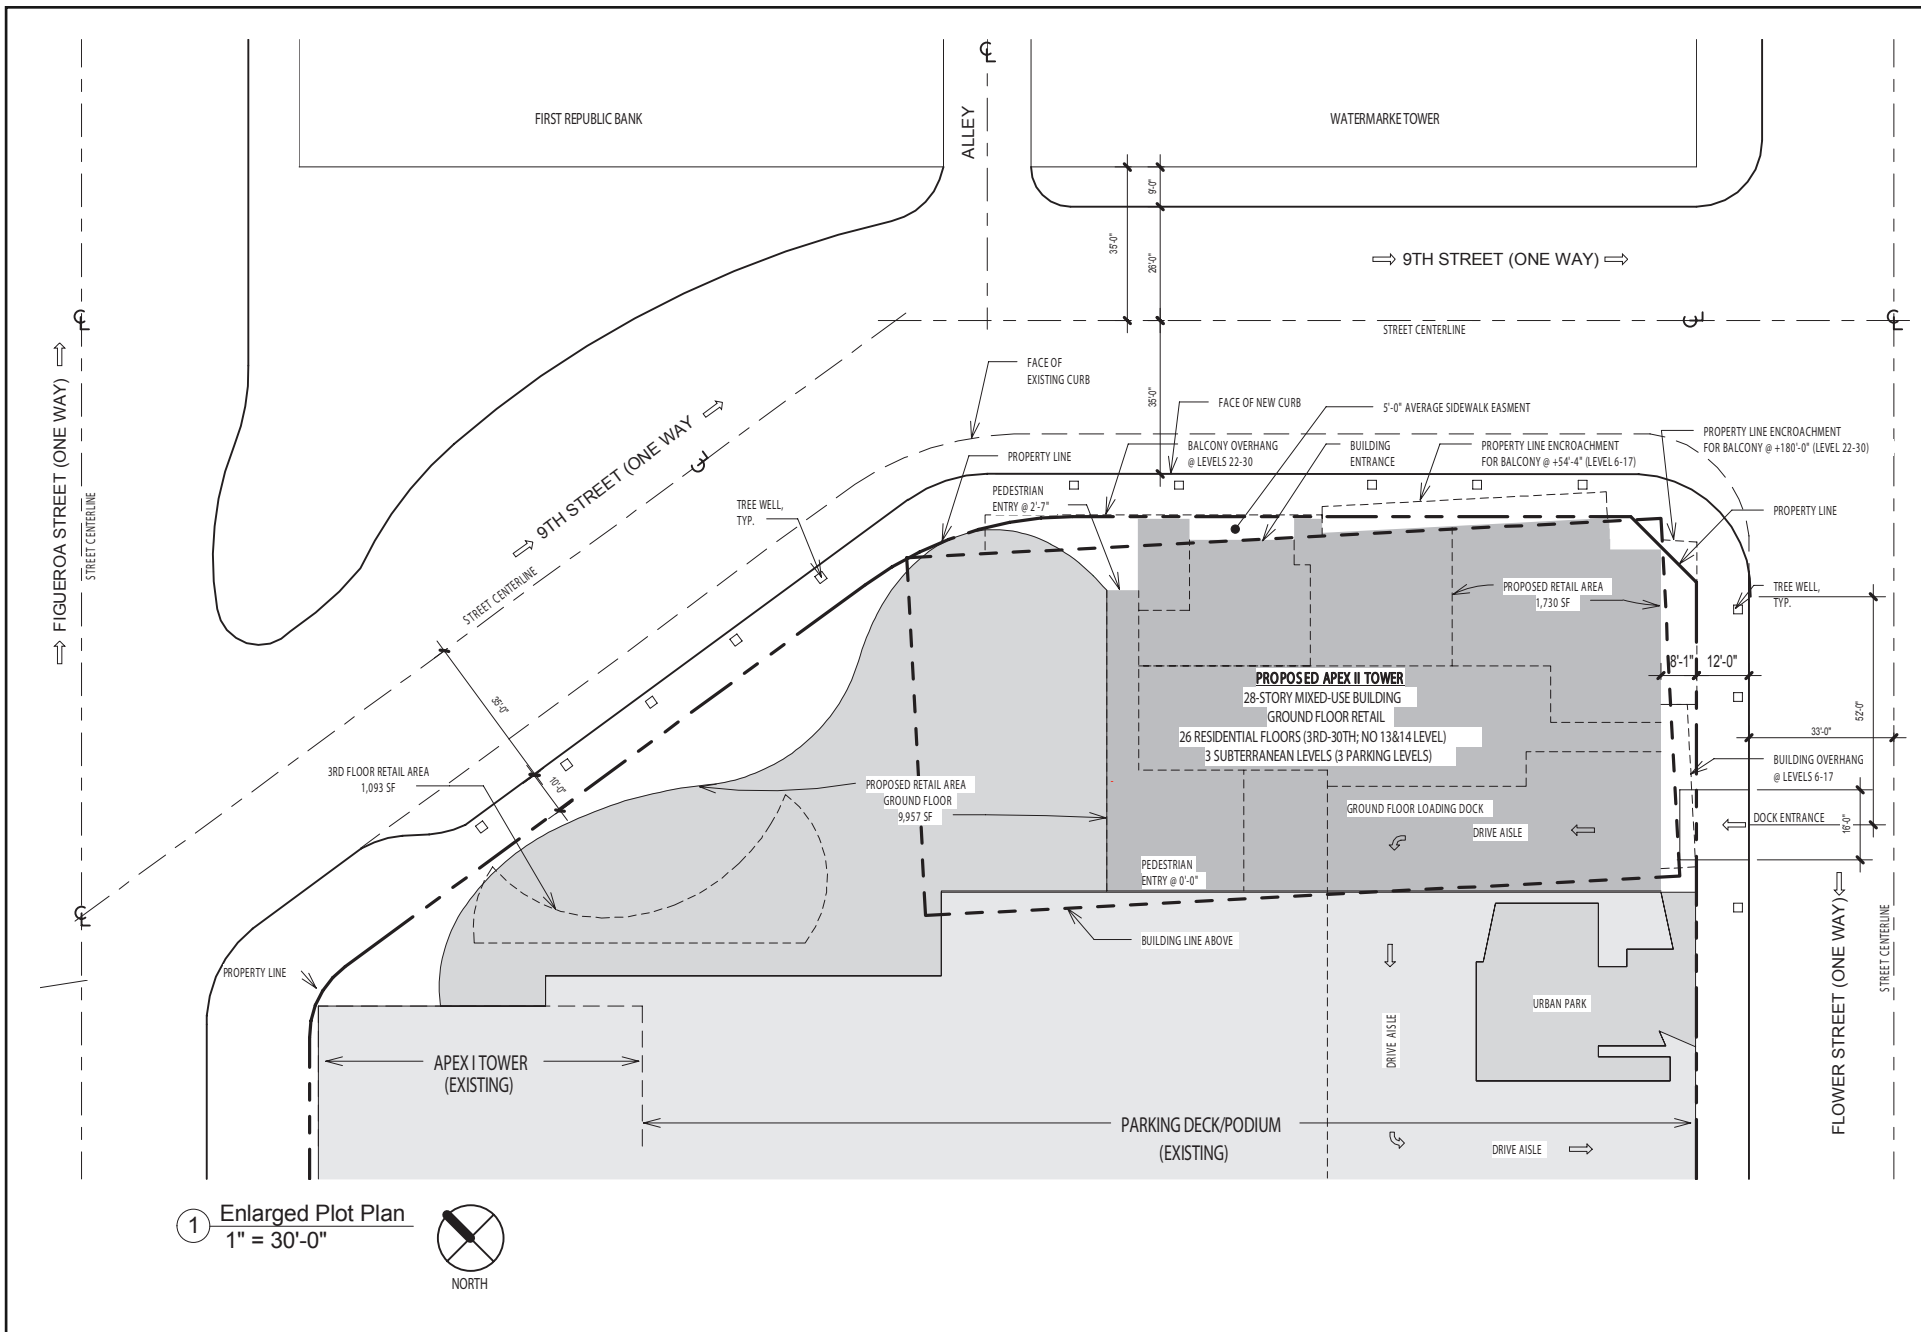 FIRST REPUBLIC BANK
ALLEY
WATERMARKE TOWER
9'-0"
35'-0"
26'-0"
9TH STREET (ONE WAY)
STREET CENTERLINE
FIGUEROA STREET (ONE WAY)
STREET CENTERLINE
9TH STREET (ONE WAY
STREET CENTERLINE
FACE OF
EXISTING CURB
35'-0"
FACE OF NEW CURB
5'-0" AVERAGE SIDEWALK EASMENT
PROPERTY LINE
BALCONY OVERHANG
@ LEVELS 22-30
BUILDING
ENTRANCE
PROPERTY LINE ENCROACHMENT
FOR BALCONY @ +54'-4" (LEVEL 6-17)
PROPERTY LINE ENCROACHMENT
FOR BALCONY @ +180'-0" (LEVEL 22-30)
PEDESTRIAN
ENTRY @ 2'-7"
TREE WELL,
TYP.
PROPERTY LINE
PROPOSED RETAIL AREA
1,730 SF
TREE WELL,
TYP.
8'-1"
12'-0"
PROPOSED APEX II TOWER
28-STORY MIXED-USE BUILDING
GROUND FLOOR RETAIL
26 RESIDENTIAL FLOORS (3RD-30TH; NO 13&14 LEVEL)
3 SUBTERRANEAN LEVELS (3 PARKING LEVELS)
35'-0"
10'-0"
52'-0"
33'-0"
3RD FLOOR RETAIL AREA
1,093 SF
PROPOSED RETAIL AREA
GROUND FLOOR
9,957 SF
BUILDING OVERHANG
@ LEVELS 6-17
GROUND FLOOR LOADING DOCK
DRIVE AISLE
DOCK ENTRANCE
16'-0"
PEDESTRIAN
ENTRY @ 0'-0"
BUILDING LINE ABOVE
PROPERTY LINE
URBAN PARK
DRIVE AISLE
FLOWER STREET (ONE WAY)
STREET CENTERLINE
APEX I TOWER
(EXISTING)
PARKING DECK/PODIUM
(EXISTING)
DRIVE AISLE
1
Enlarged Plot Plan
1" = 30'-0"
NORTH